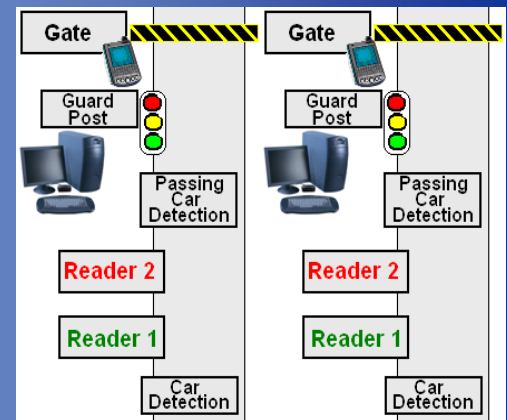 Gate
Guard
Post
Passing
Car
Detection
Reader 2
Reader 1
Car
Detection
Gate
Guard
Post
Passing
Car
Detection
Reader 2
Reader 1
Car
Detection